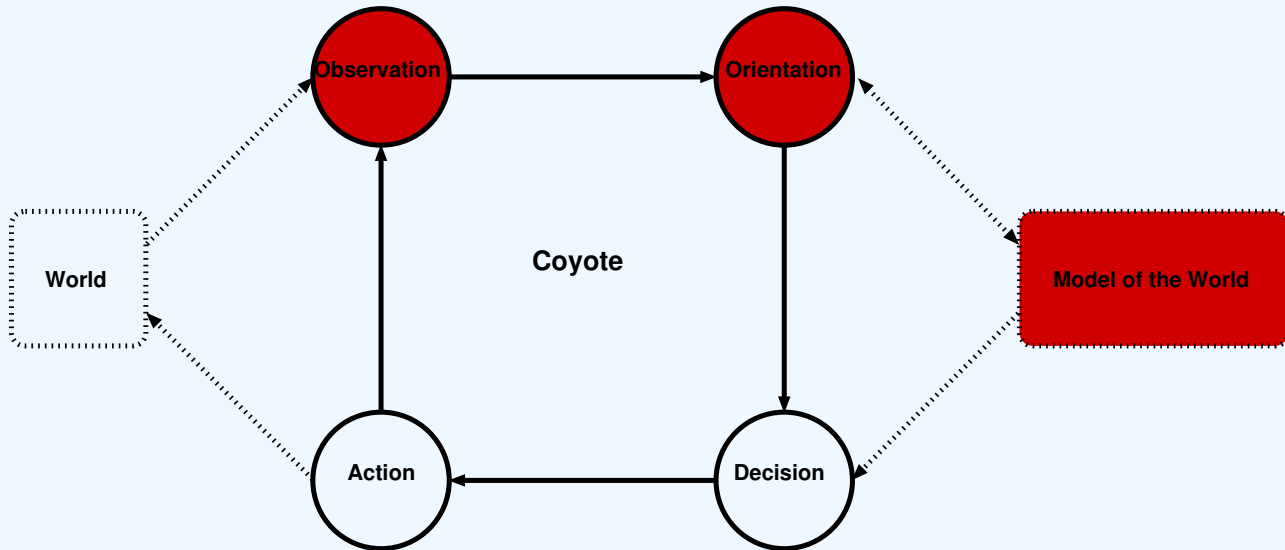 Observation
Orientation
Coyote
World
Model of the World
Action
Decision